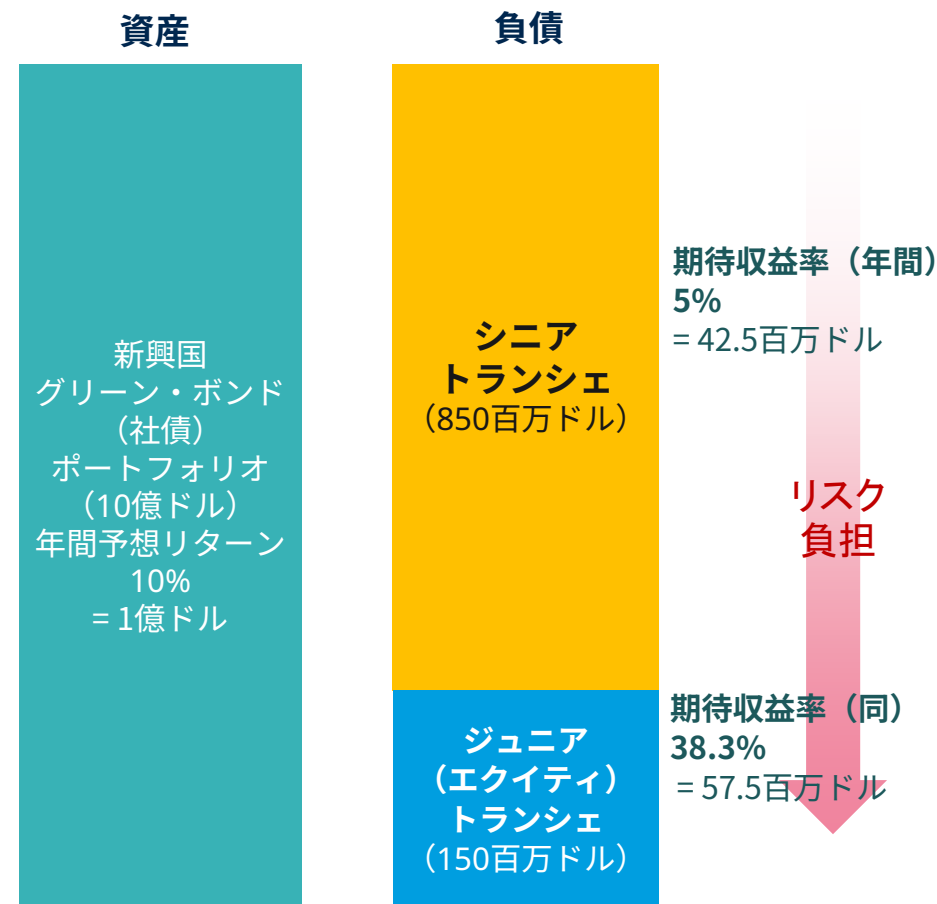 資産
新興国
グリーン・ボンド
（社債）
ポートフォリオ
（10億ドル）
年間予想リターン
10%
= 1億ドル
負債
シニア
トランシェ
（850百万ドル）
期待収益率（年間）
5%
= 42.5百万ドル
リスク
負担
ジュニア
（エクイティ）
トランシェ
（150百万ドル）
期待収益率（同）
38.3%
= 57.5百万ドル